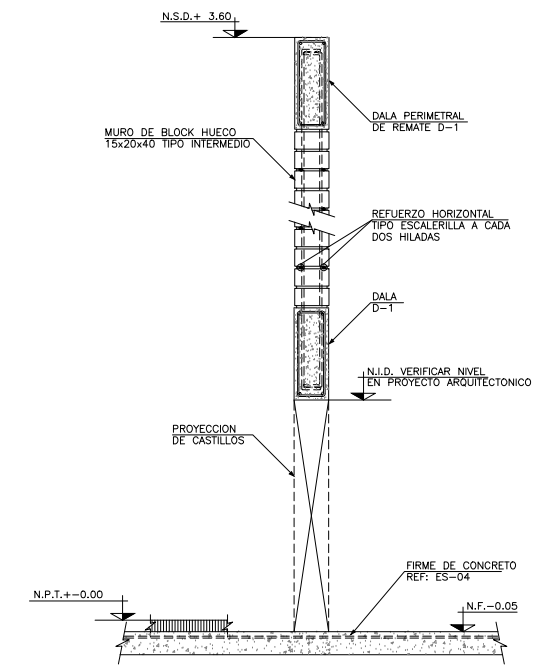 N.S.D.+ 3.60
DALA PERIMETRAL
DE REMATE D-1
MURO DE BLOCK HUECO
15x20x40 TIPO INTERMEDIO
REFUERZO HORIZONTAL
TIPO ESCALERILLA A CADA
DOS HILADAS
DALA
D-1
N.I.D. VERIFICAR NIVEL
EN PROYECTO ARQUITECTONICO
PROYECCION
DE CASTILLOS
FIRME DE CONCRETO
REF: ES-04
N.P.T.+-0.00
N.F.-0.05